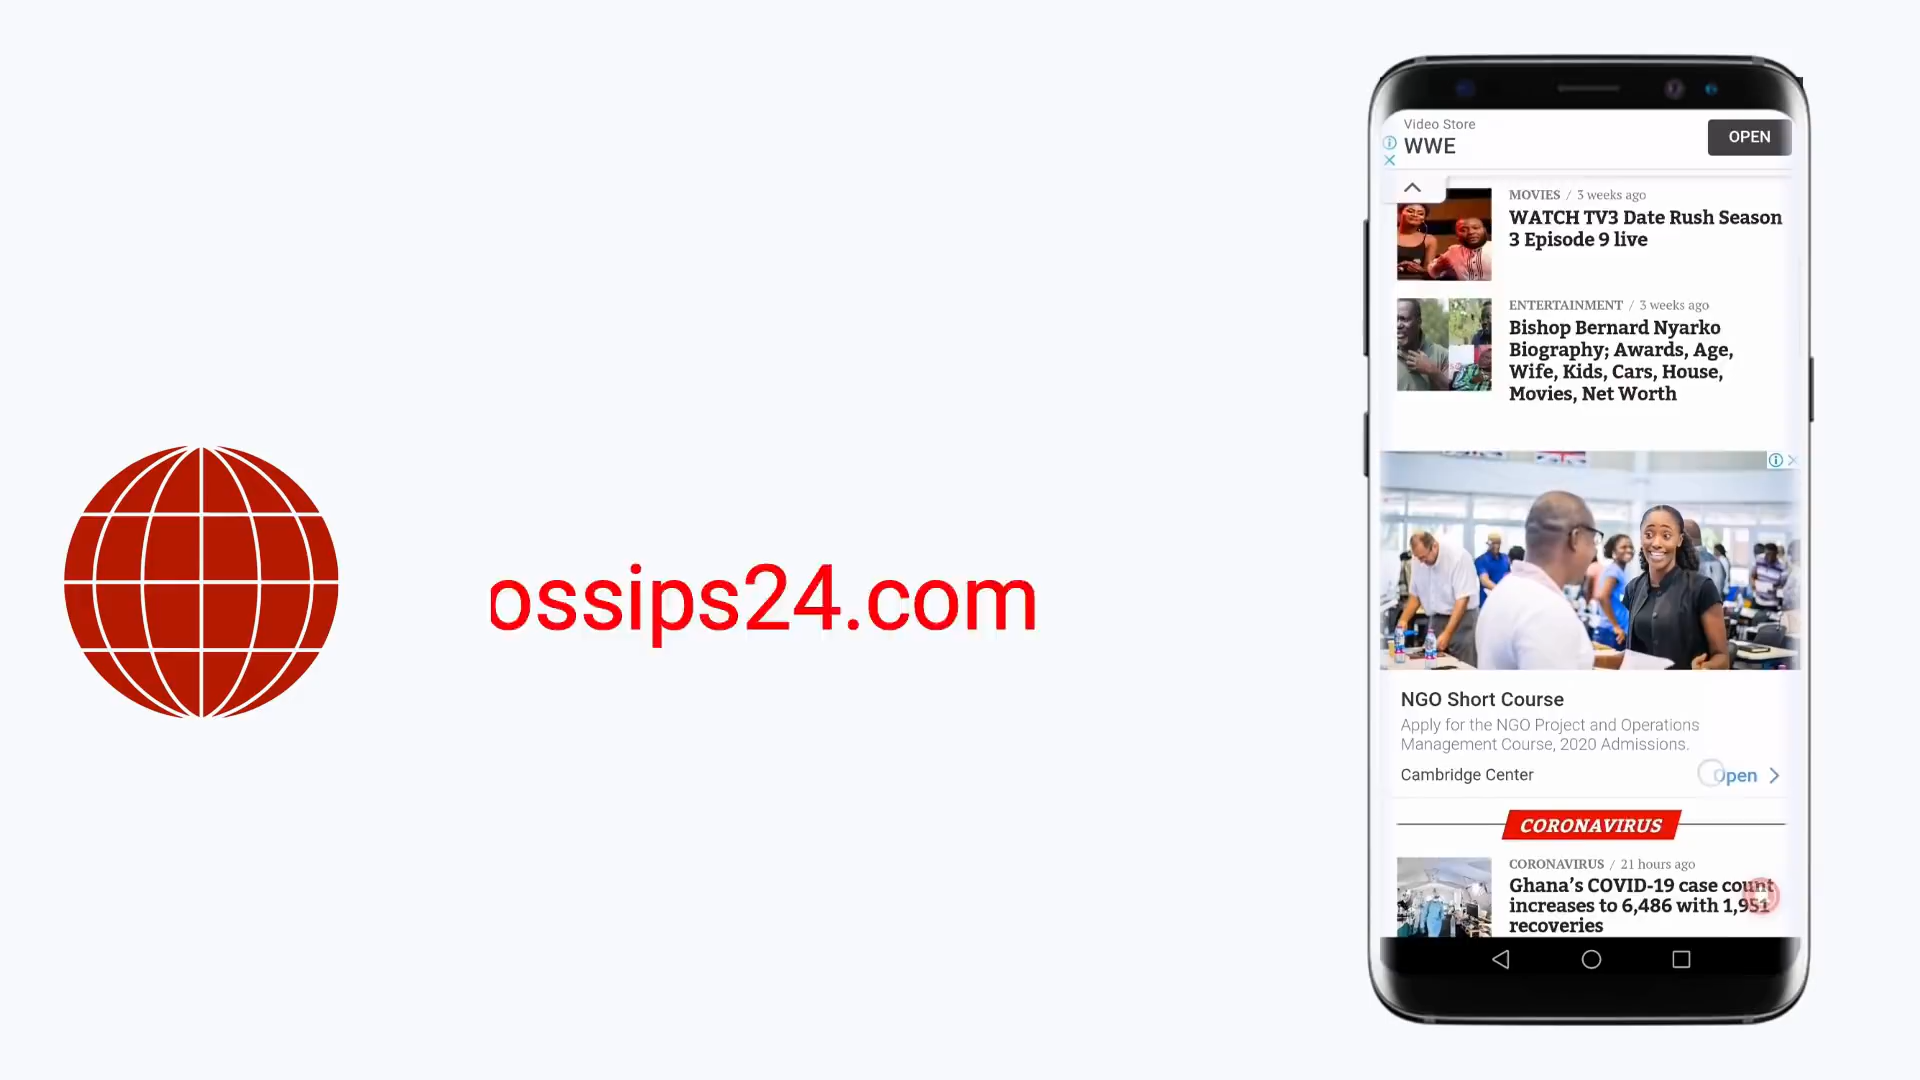 ossips24.com
Video Store
WWE
OPEN
MOVIES / 3 weeks ago
WATCH TV3 Date Rush Season
3 Episode 9 live
ENTERTAINMENT / 3 weeks ago
Bishop Bernard Nyarko
Biography; Awards, Age,
Wife, Kids, Cars, House,
Movies, Net Worth
NGO Short Course
Apply for the NGO Project and Operations
Management Course, 2020 Admissions.
Cambridge Center
Open
CORONAVIRUS
CORONAVIRUS / 21 hours ago
Ghana’s COVID-19 case count
increases to 6,486 with 1,951
recoveries